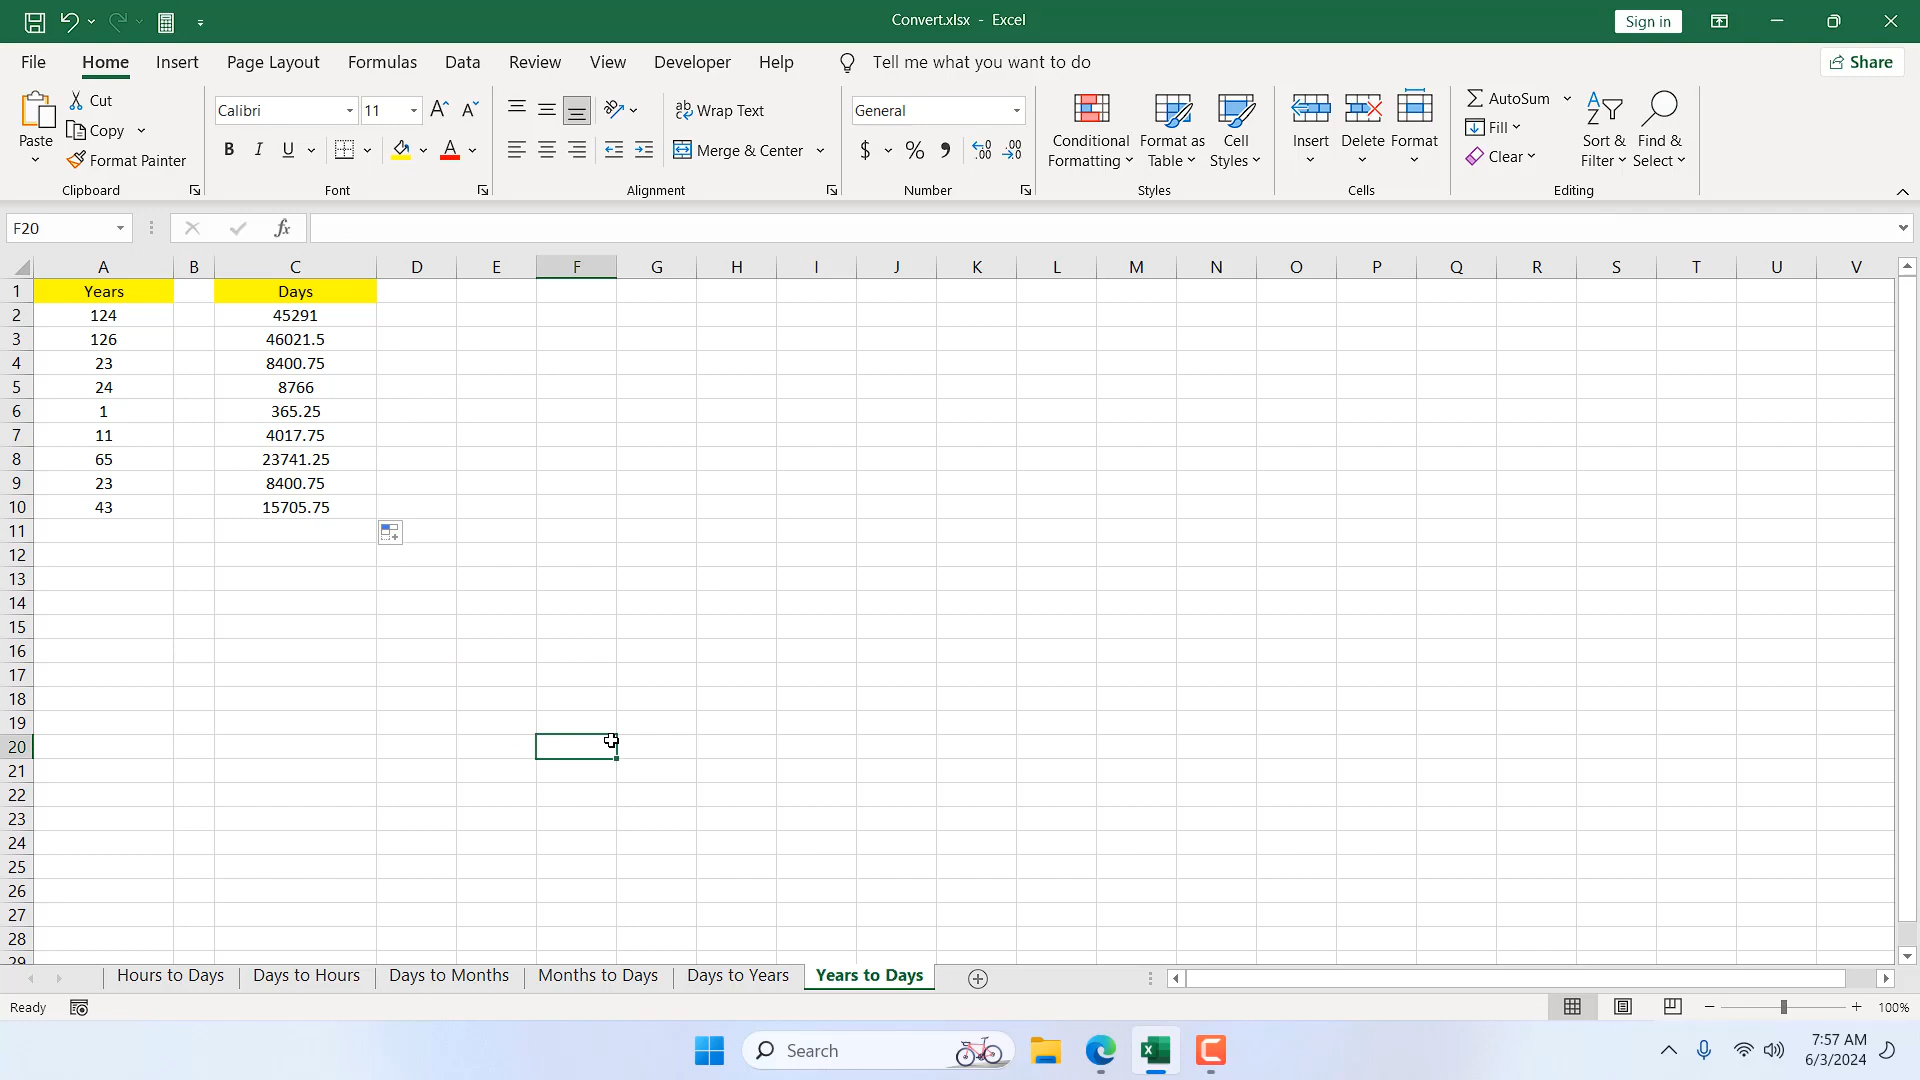 Convert.xlsx - Excel
Sign in
File Home Insert Page Layout Formulas Data Developer Review View Help Tell me what you want to do Share
Paste
Cut
Copy
Format Painter
Clipboard
Calibri 11
B I U A
Font
Wrap Text
Merge & Center
Alignment
General
$ % , .00
Number
Conditional Formatting
Format as Table
Cell Styles
Styles
Insert Delete Format
Cells
AutoSum
Fill
Clear
Sort & Filter
Find & Select
Editing
F20 fx
A B C D E F G H I J K L M N O P Q R S T U V
1 Years Days
2 124 45291
3 126 46021.5
4 23 8400.75
5 24 8766
6 1 365.25
7 11 4017.75
8 65 23741.25
9 23 8400.75
10 43 15705.75
11
12
13
14
15
16
17
18
19
20
21
22
23
24
25
26
27
28
29
Hours to Days Days to Hours Days to Months Months to Days Days to Years Years to Days
Ready 100%
Search
7:57 AM
6/3/2024